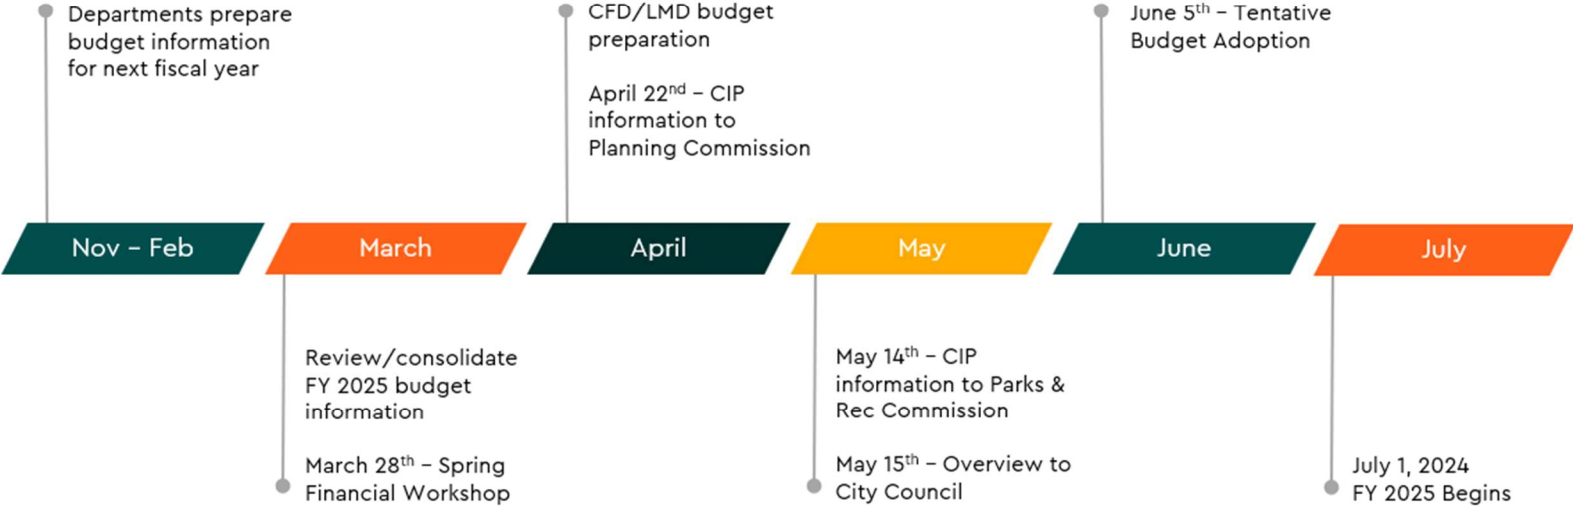 Departments prepare
budget information
for next fiscal year
CFD/LMD budget
preparation
April 22nd – CIP
information to
Planning Commission
June 5th – Tentative
Budget Adoption
Nov – Feb
March
April
May
June
July
Review/consolidate
FY 2025 budget
information
March 28th – Spring
Financial Workshop
May 14th – CIP
information to Parks &
Rec Commission
May 15th – Overview to
City Council
July 1, 2024
FY 2025 Begins